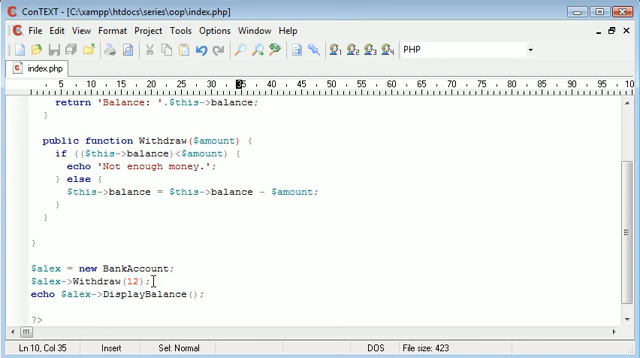 ConTEXT - [C:\xampp\htdocs\series\oop\index.php]
File Edit View Format Project Tools Options Window Help
PHP
index.php
5 10 15 20 25 30 35 40 45 50 55 60 65 70 75 80 85 90 95 10
return 'Balance: '.$this->balance;
}
public function Withdraw($amount) {
if (($this->balance)<$amount) {
echo 'Not enough money.';
} else {
$this->balance = $this->balance - $amount;
}
}
}
$alex = new BankAccount;
$alex->Withdraw(12);
echo $alex->DisplayBalance();
?>
Ln 10, Col 35 Insert Sel: Normal DOS File size: 423